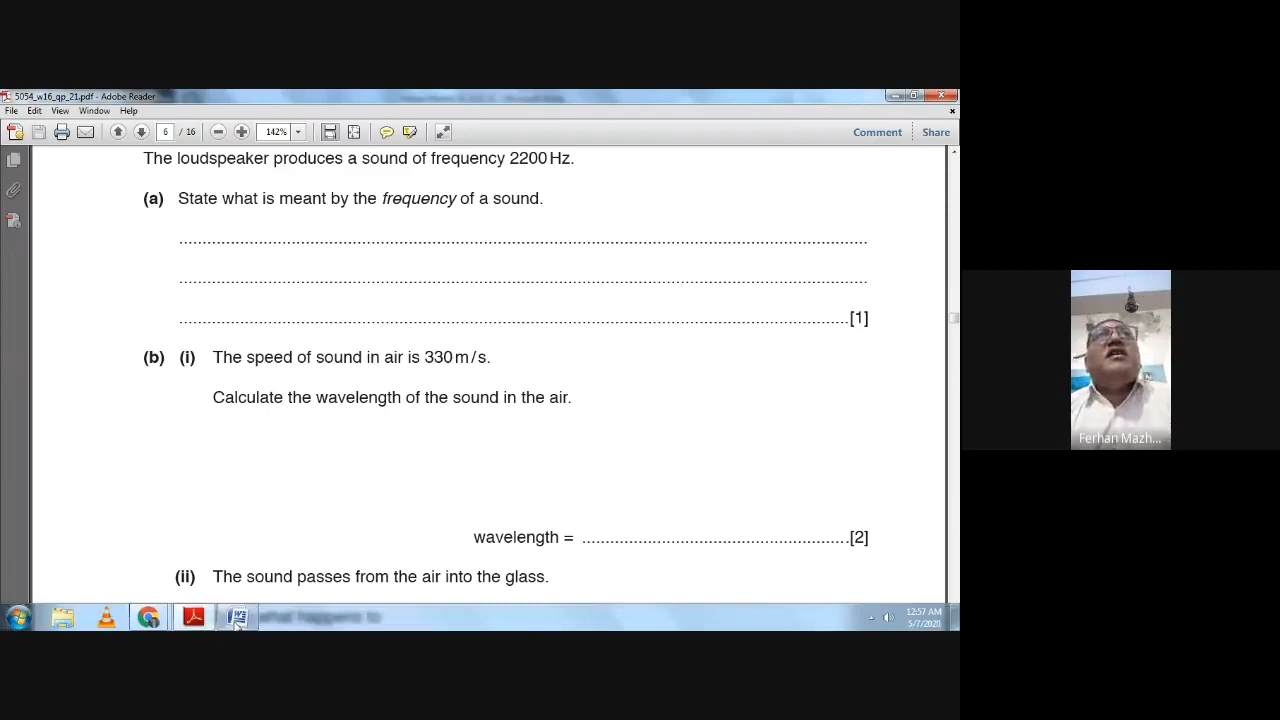 5054_w16_qp_21.pdf - Adobe Reader
File Edit View Window Help
6 / 16 142% Comment Share
The loudspeaker produces a sound of frequency 2200 Hz.
(a) State what is meant by the frequency of a sound.
................................................................................
................................................................................
................................................................................[1]
(b) (i) The speed of sound in air is 330 m/s.
Calculate the wavelength of the sound in the air.
wavelength = ................................................[2]
(ii) The sound passes from the air into the glass.
what happens to
12:57 AM
5/7/2020
Ferhan Mazh...